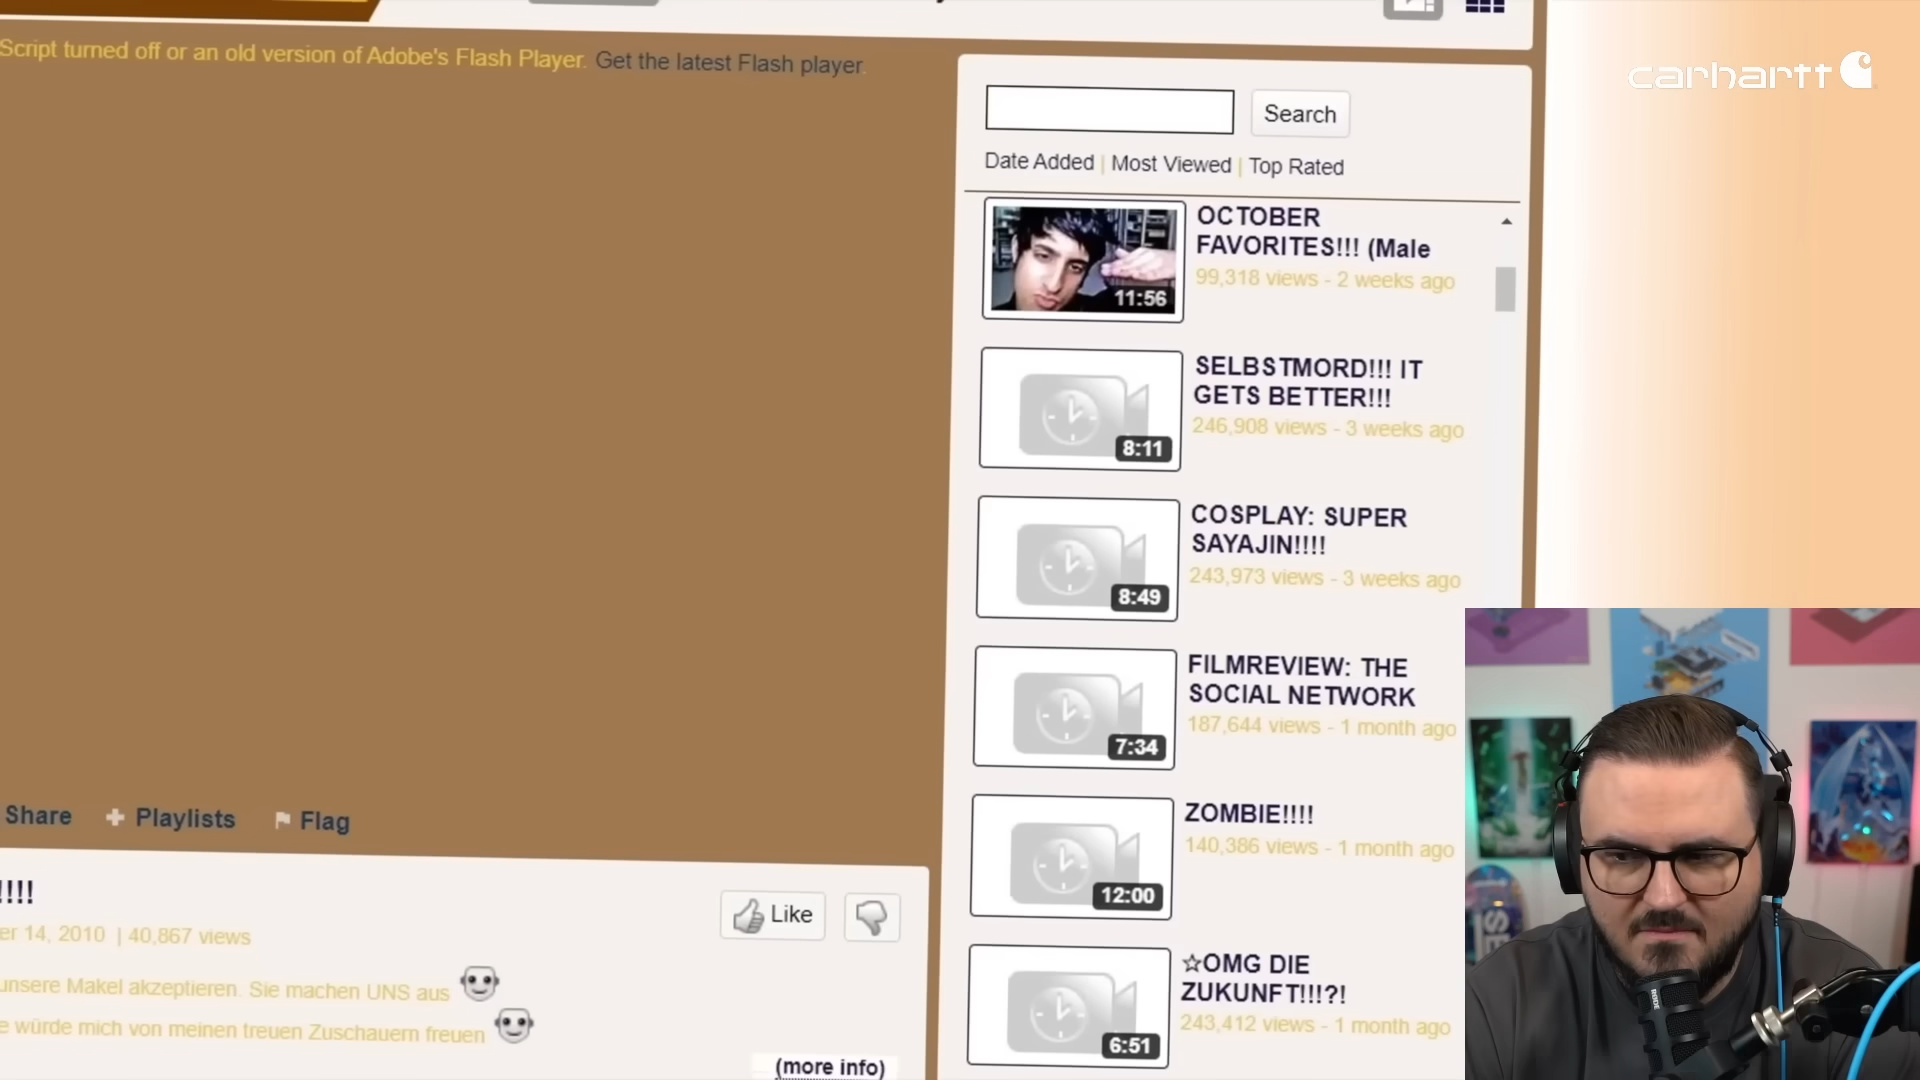 carhartt
Script turned off or an old version of Adobe's Flash Player. Get the latest Flash player.
Search
Date Added | Most Viewed | Top Rated
OCTOBER
FAVORITES!!! (Male
99,318 views - 2 weeks ago
11:56
SELBSTMORD!!! IT
GETS BETTER!!!
246,908 views - 3 weeks ago
8:11
COSPLAY: SUPER
SAYAJIN!!!!
243,973 views - 3 weeks ago
8:49
FILMREVIEW: THE
SOCIAL NETWORK
187,644 views - 1 month ago
7:34
ZOMBIE!!!!
140,386 views - 1 month ago
12:00
☆OMG DIE
ZUKUNFT!!!?!
243,412 views - 1 month ago
6:51
Share
Playlists
Flag
!!!!
Like
er 14, 2010 | 40,867 views
unsere Makel akzeptieren. Sie machen UNS aus
e würde mich von meinen treuen Zuschauern freuen
(more info)